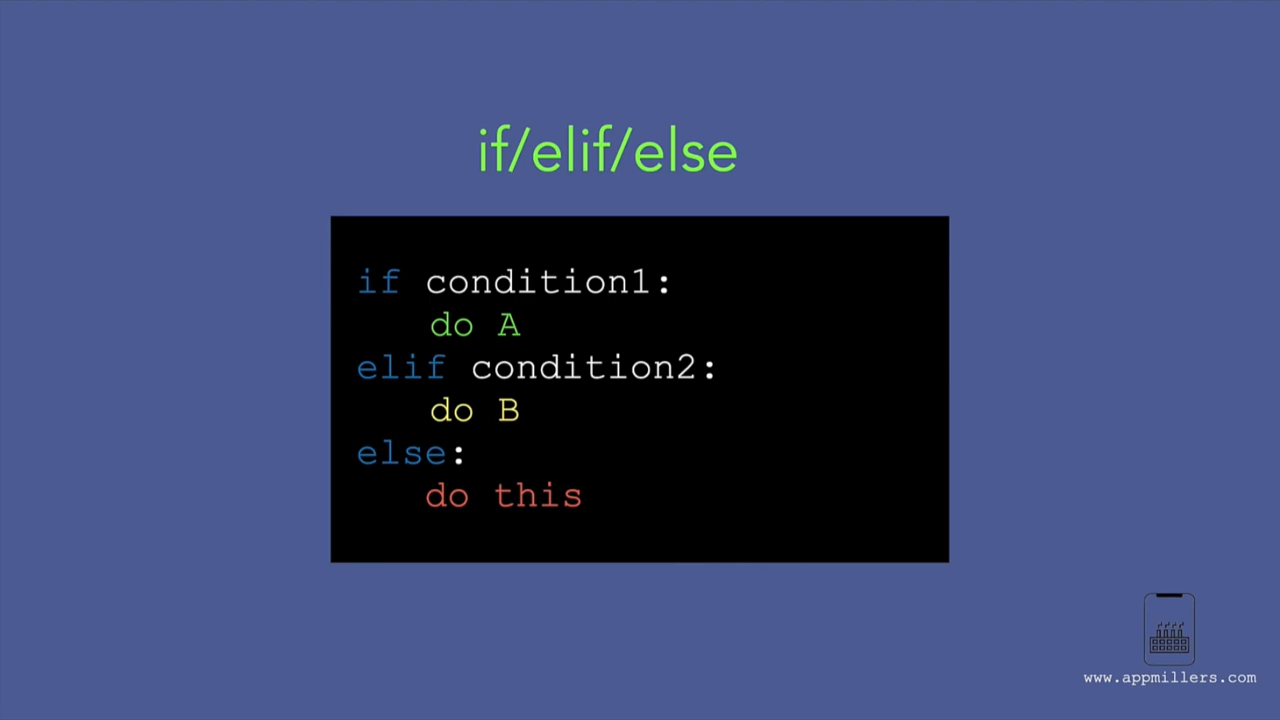 if/elif/else
if condition1:
do A
elif condition2:
do B
else:
do this
www.appmillers.com